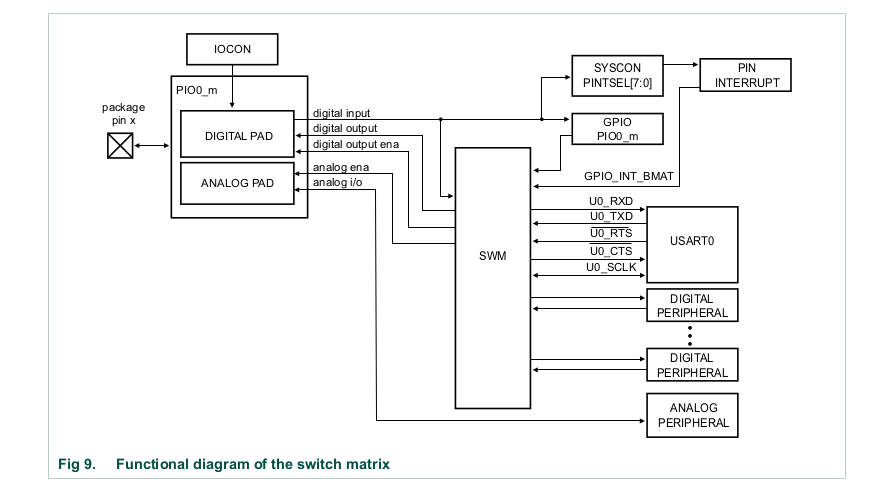 IOCON
PIO0_m
package
pin x
DIGITAL PAD
ANALOG PAD
digital input
digital output
digital output ena
analog ena
analog i/o
SYSCON
PINTSEL[7:0]
PIN
INTERRUPT
GPIO
PIO0_m
GPIO_INT_BMAT
SWM
U0_RXD
U0_TXD
U0_RTS
U0_CTS
U0_SCLK
USART0
DIGITAL
PERIPHERAL
DIGITAL
PERIPHERAL
ANALOG
PERIPHERAL
Fig 9. Functional diagram of the switch matrix